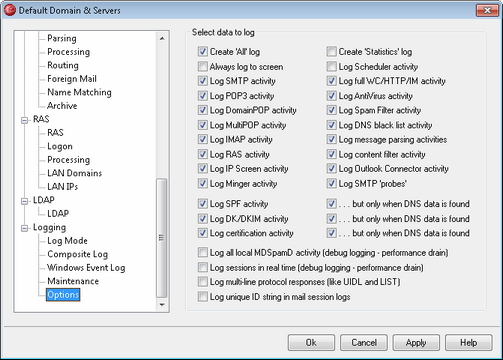 Default Domain & Servers
Parsing
Processing
Routing
Foreign Mail
Name Matching
Archive
RAS
RAS
Logon
Processing
LAN Domains
LAN IPs
LDAP
LDAP
Logging
Log Mode
Composite Log
Windows Event Log
Maintenance
Options
Select data to log
Create 'All' log
Create 'Statistics' log
Always log to screen
Log Scheduler activity
Log SMTP activity
Log full WC/HTTP/IM activity
Log POP3 activity
Log AntiVirus activity
Log DomainPOP activity
Log Spam Filter activity
Log MultiPOP activity
Log DNS black list activity
Log IMAP activity
Log message parsing activities
Log RAS activity
Log content filter activity
Log IP Screen activity
Log Outlook Connector activity
Log Minger activity
Log SMTP 'probes'
Log SPF activity
. . . but only when DNS data is found
Log DK/DKIM activity
. . . but only when DNS data is found
Log certification activity
. . . but only when DNS data is found
Log all local MDSpamD activity (debug logging - performance drain)
Log sessions in real time (debug logging - performance drain)
Log multi-line protocol responses (like UIDL and LIST)
Log unique ID string in mail session logs
Ok
Cancel
Apply
Help